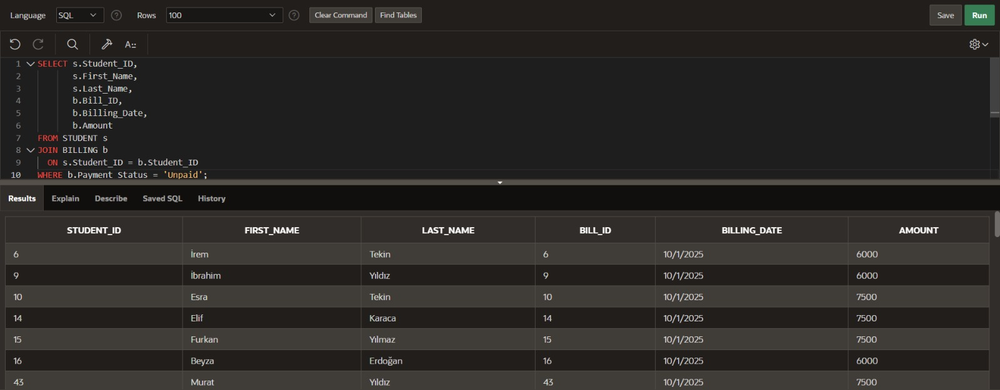 Language SQL Rows 100 Clear Command Find Tables Save Run
1 SELECT s.Student_ID,
2 s.First_Name,
3 s.Last_Name,
4 b.Bill_ID,
5 b.Billing_Date,
6 b.Amount
7 FROM STUDENT s
8 JOIN BILLING b
9 ON s.Student_ID = b.Student_ID
10 WHERE b.Payment_Status = 'Unpaid';
Results Explain Describe Saved SQL History
STUDENT_ID FIRST_NAME LAST_NAME BILL_ID BILLING_DATE AMOUNT
6 İrem Tekin 6 10/1/2025 6000
9 İbrahim Yıldız 9 10/1/2025 6000
10 Esra Tekin 10 10/1/2025 7500
14 Elif Karaca 14 10/1/2025 7500
15 Furkan Yılmaz 15 10/1/2025 7500
16 Beyza Erdoğan 16 10/1/2025 6000
43 Murat Yıldız 43 10/1/2025 7500